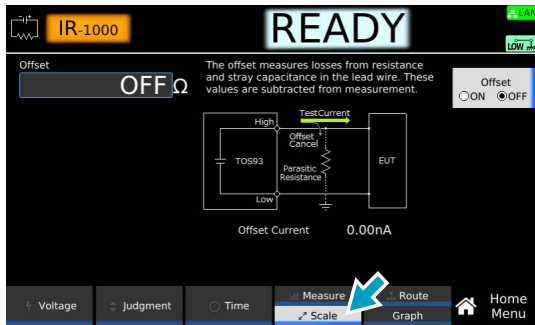 IR-1000
READY
LAN
LOW
Offset
OFF Ω
The offset measures losses from resistance
and stray capacitance in the lead wire. These
values are subtracted from measurement.
Offset
ON OFF
TestCurrent
High
Offset
Cancel
TOS93
Parasitic
Resistance
EUT
Low
Offset Current 0.00nA
Voltage
Judgment
Time
Measure
Route
Scale
Graph
Home
Menu